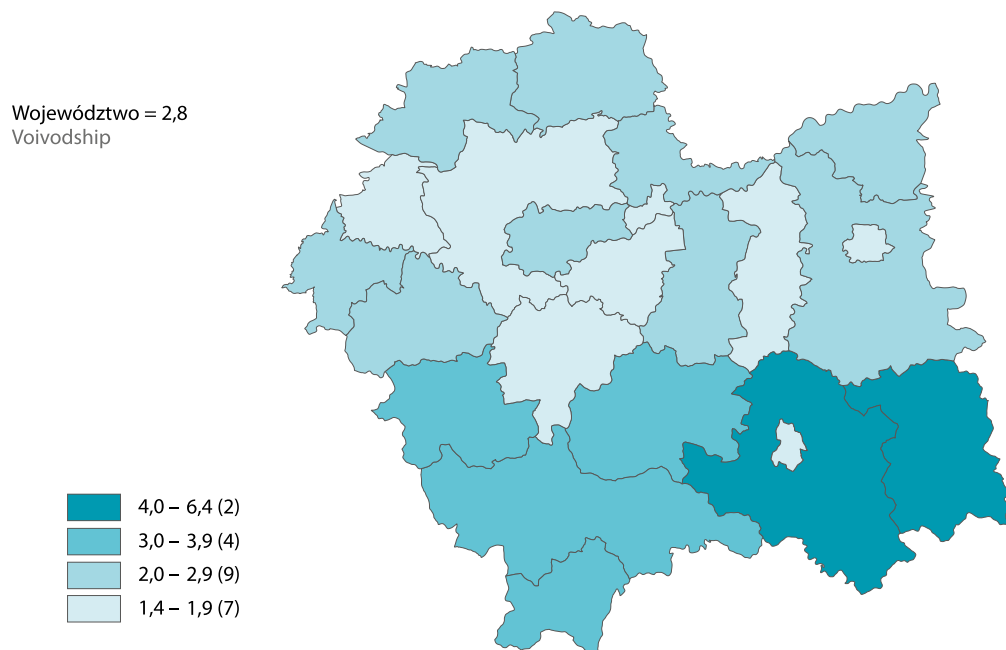 Województwo = 2,8
Voivodship
4,0 – 6,4 (2)
3,0 – 3,9 (4)
2,0 – 2,9 (9)
1,4 – 1,9 (7)